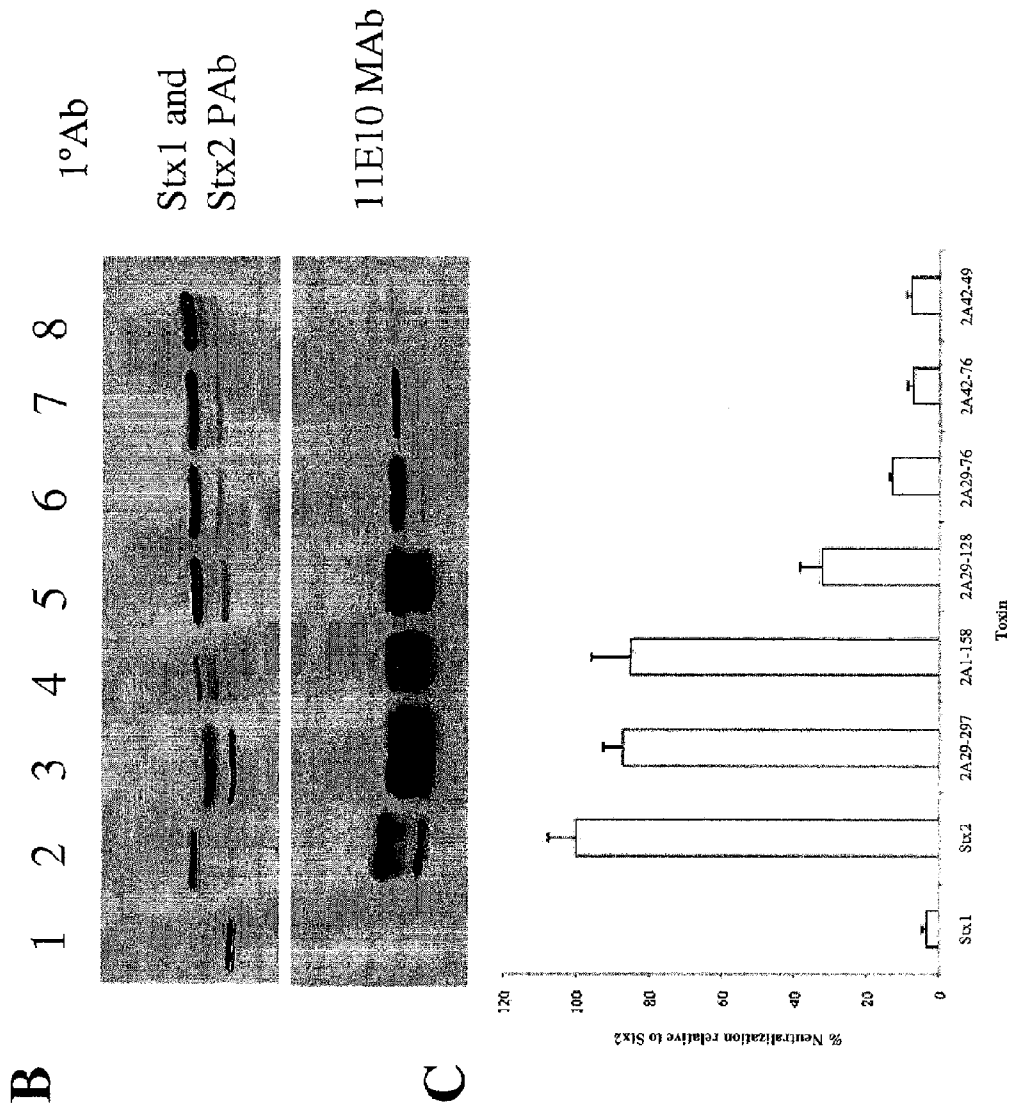 B
1 2 3 4 5 6 7 8
1°Ab
Stx1 and
Stx2 PAb
11E10 MAb
C
% Neutralization relative to Stx2
120
100
80
60
40
20
0
Stx1 Stx2 2A29-297 2A1-158 2A29-128 2A29-76 2A42-76 2A42-49
Toxin